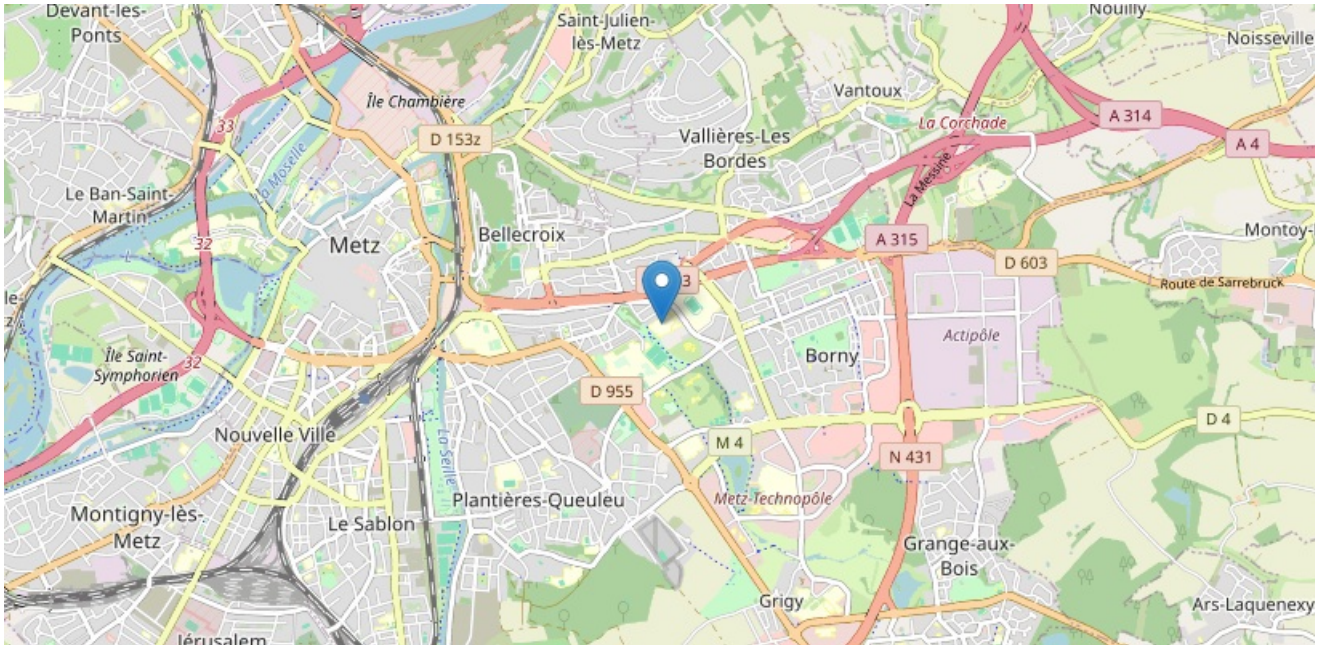 Devant-les-
Ponts
Saint-Julien-
lès-Metz
Nouilly
Noisseville
Île Chambière
Vantoux
33
D 153z
Vallières-Les
Bordes
La Corchade
A 314
A 4
La Moselle
La Messine
Le Ban-Saint-
Martin
32
Metz
Bellecroix
A 315
Montoy-
D 603
le-
3
Route de Sarrebruck
Île Saint-
Symphorien
32
Borny
Actipôle
D 955
Nouvelle Ville
La Seille
M 4
D 4
N 431
Plantières-Queuleu
Metz-Technopôle
Montigny-lès-
Metz
Le Sablon
Grange-aux-
Bois
Grigy
Ars-Laquenexy
Jérusalem